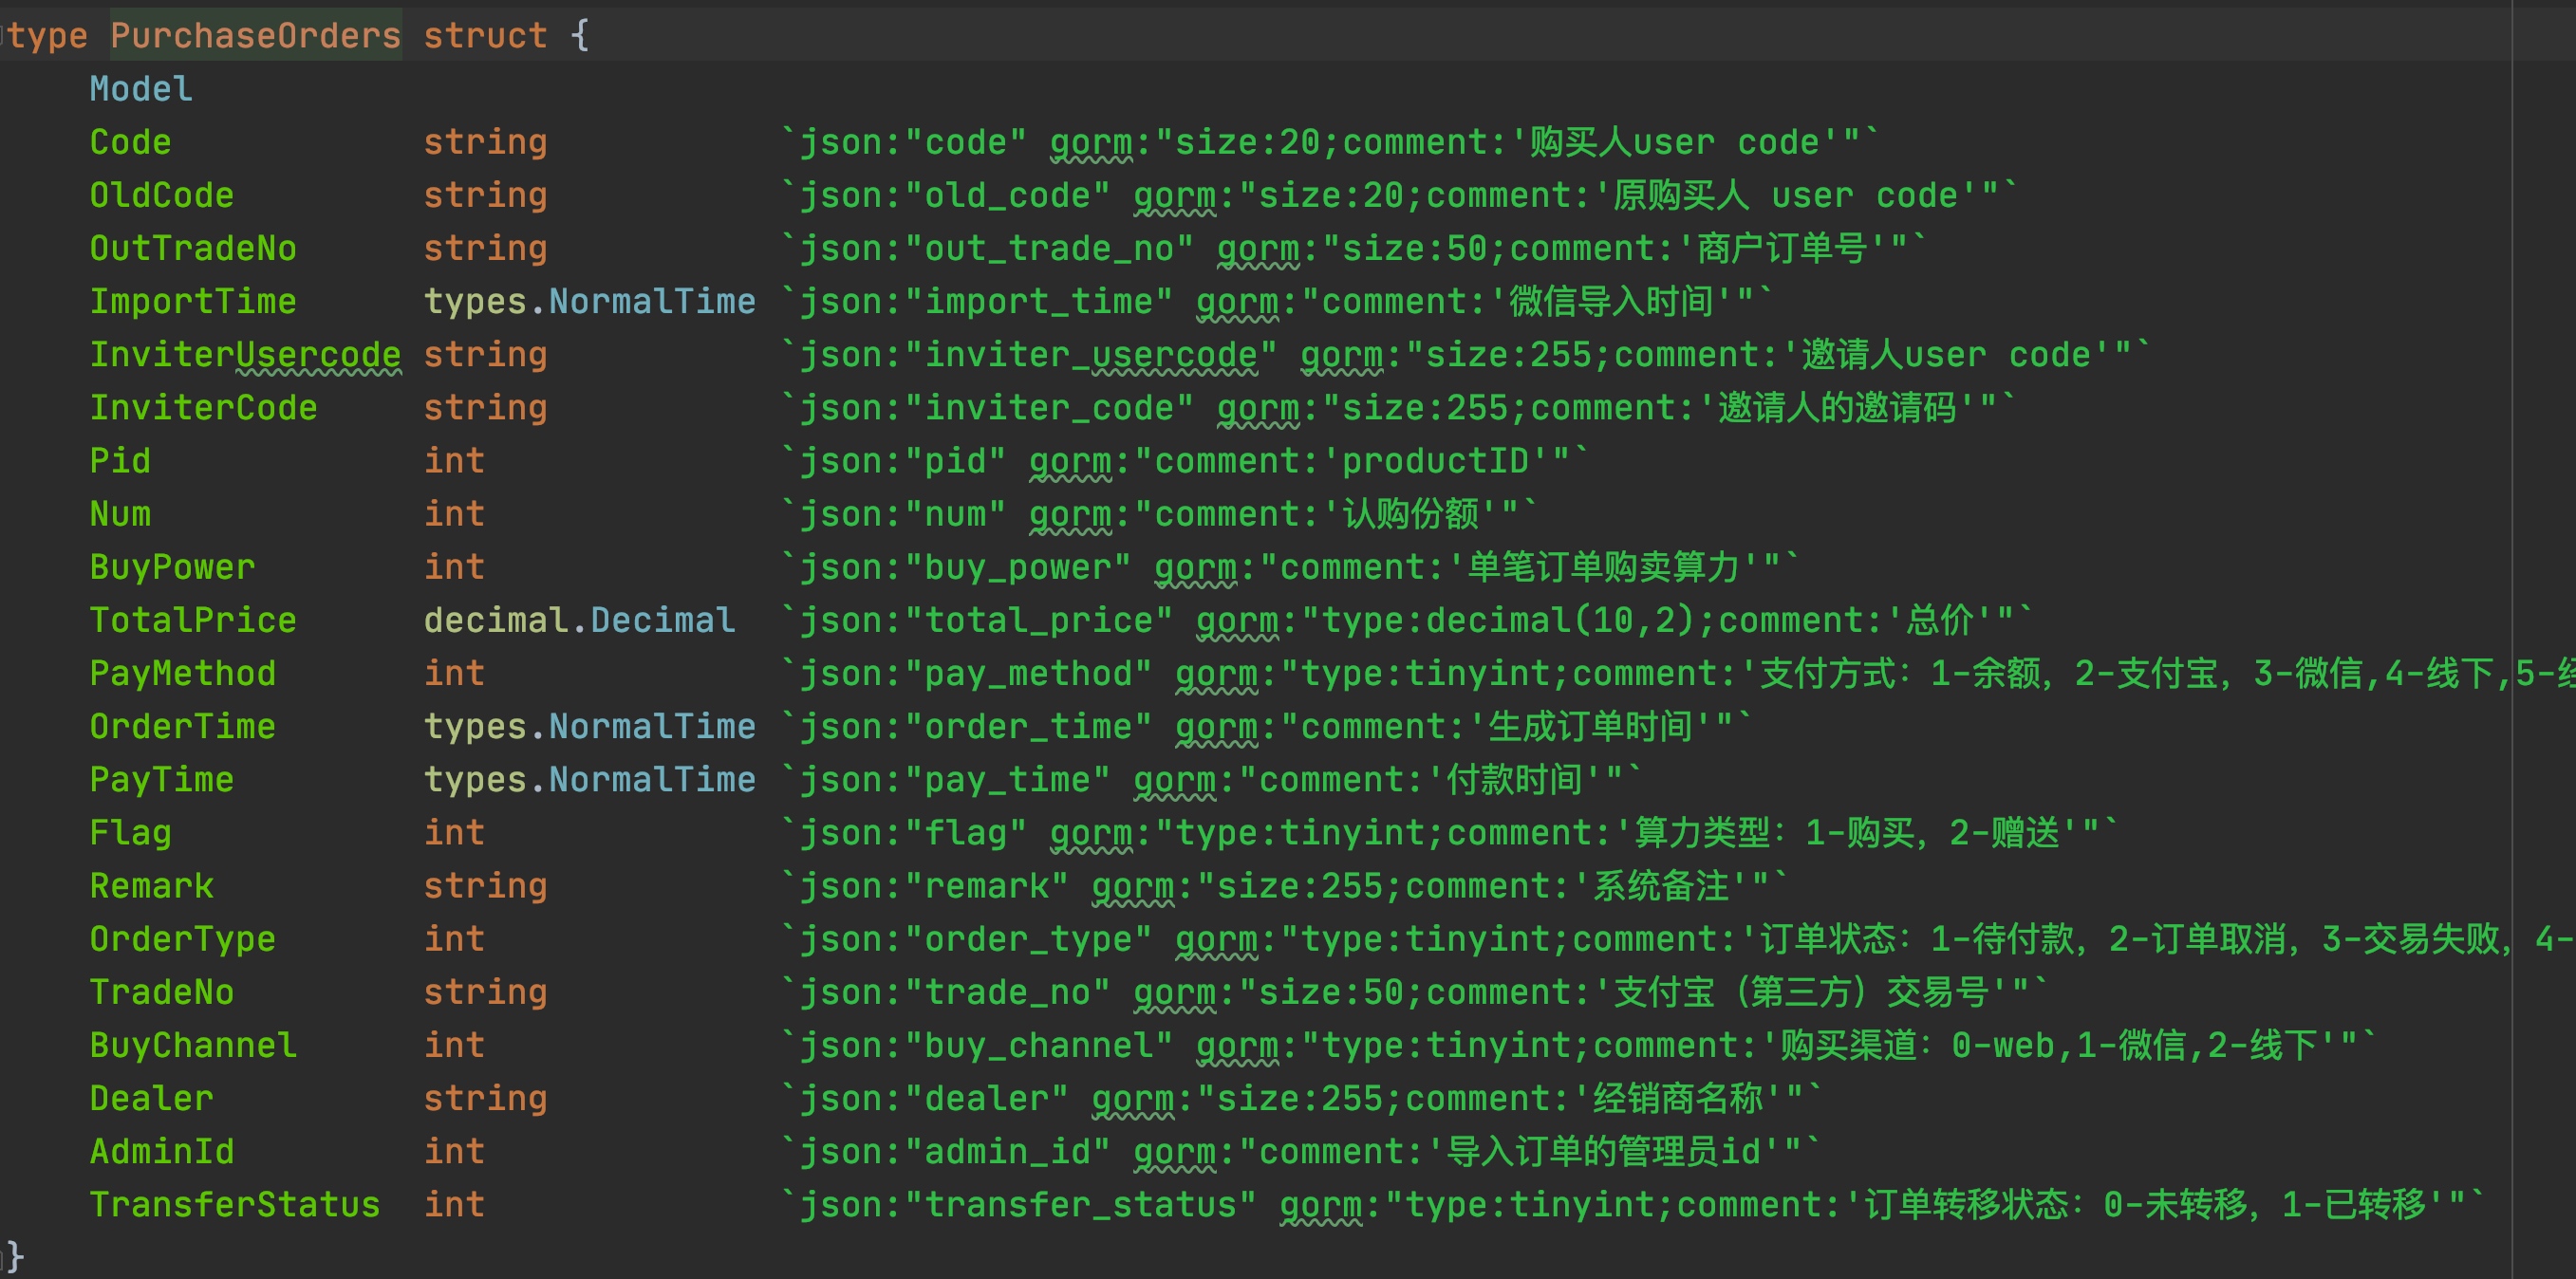 type PurchaseOrders struct {
Model
Code string `json:"code" gorm:"size:20;comment:'购买人user code'"`
OldCode string `json:"old_code" gorm:"size:20;comment:'原购买人 user code'"`
OutTradeNo string `json:"out_trade_no" gorm:"size:50;comment:'商户订单号'"`
ImportTime types.NormalTime `json:"import_time" gorm:"comment:'微信导入时间'"`
InviterUsercode string `json:"inviter_usercode" gorm:"size:255;comment:'邀请人user code'"`
InviterCode string `json:"inviter_code" gorm:"size:255;comment:'邀请人的邀请码'"`
Pid int `json:"pid" gorm:"comment:'productID'"`
Num int `json:"num" gorm:"comment:'认购份额'"`
BuyPower int `json:"buy_power" gorm:"comment:'单笔订单购卖算力'"`
TotalPrice decimal.Decimal `json:"total_price" gorm:"type:decimal(10,2);comment:'总价'"`
PayMethod int `json:"pay_method" gorm:"type:tinyint;comment:'支付方式：1-余额，2-支付宝，3-微信,4-线下,5-
OrderTime types.NormalTime `json:"order_time" gorm:"comment:'生成订单时间'"`
PayTime types.NormalTime `json:"pay_time" gorm:"comment:'付款时间'"`
Flag int `json:"flag" gorm:"type:tinyint;comment:'算力类型：1-购买，2-赠送'"`
Remark string `json:"remark" gorm:"size:255;comment:'系统备注'"`
OrderType int `json:"order_type" gorm:"type:tinyint;comment:'订单状态：1-待付款，2-订单取消，3-交易失败，4-
TradeNo string `json:"trade_no" gorm:"size:50;comment:'支付宝（第三方）交易号'"`
BuyChannel int `json:"buy_channel" gorm:"type:tinyint;comment:'购买渠道：0-web,1-微信,2-线下'"`
Dealer string `json:"dealer" gorm:"size:255;comment:'经销商名称'"`
AdminId int `json:"admin_id" gorm:"comment:'导入订单的管理员id'"`
TransferStatus int `json:"transfer_status" gorm:"type:tinyint;comment:'订单转移状态：0-未转移，1-已转移'"`
}